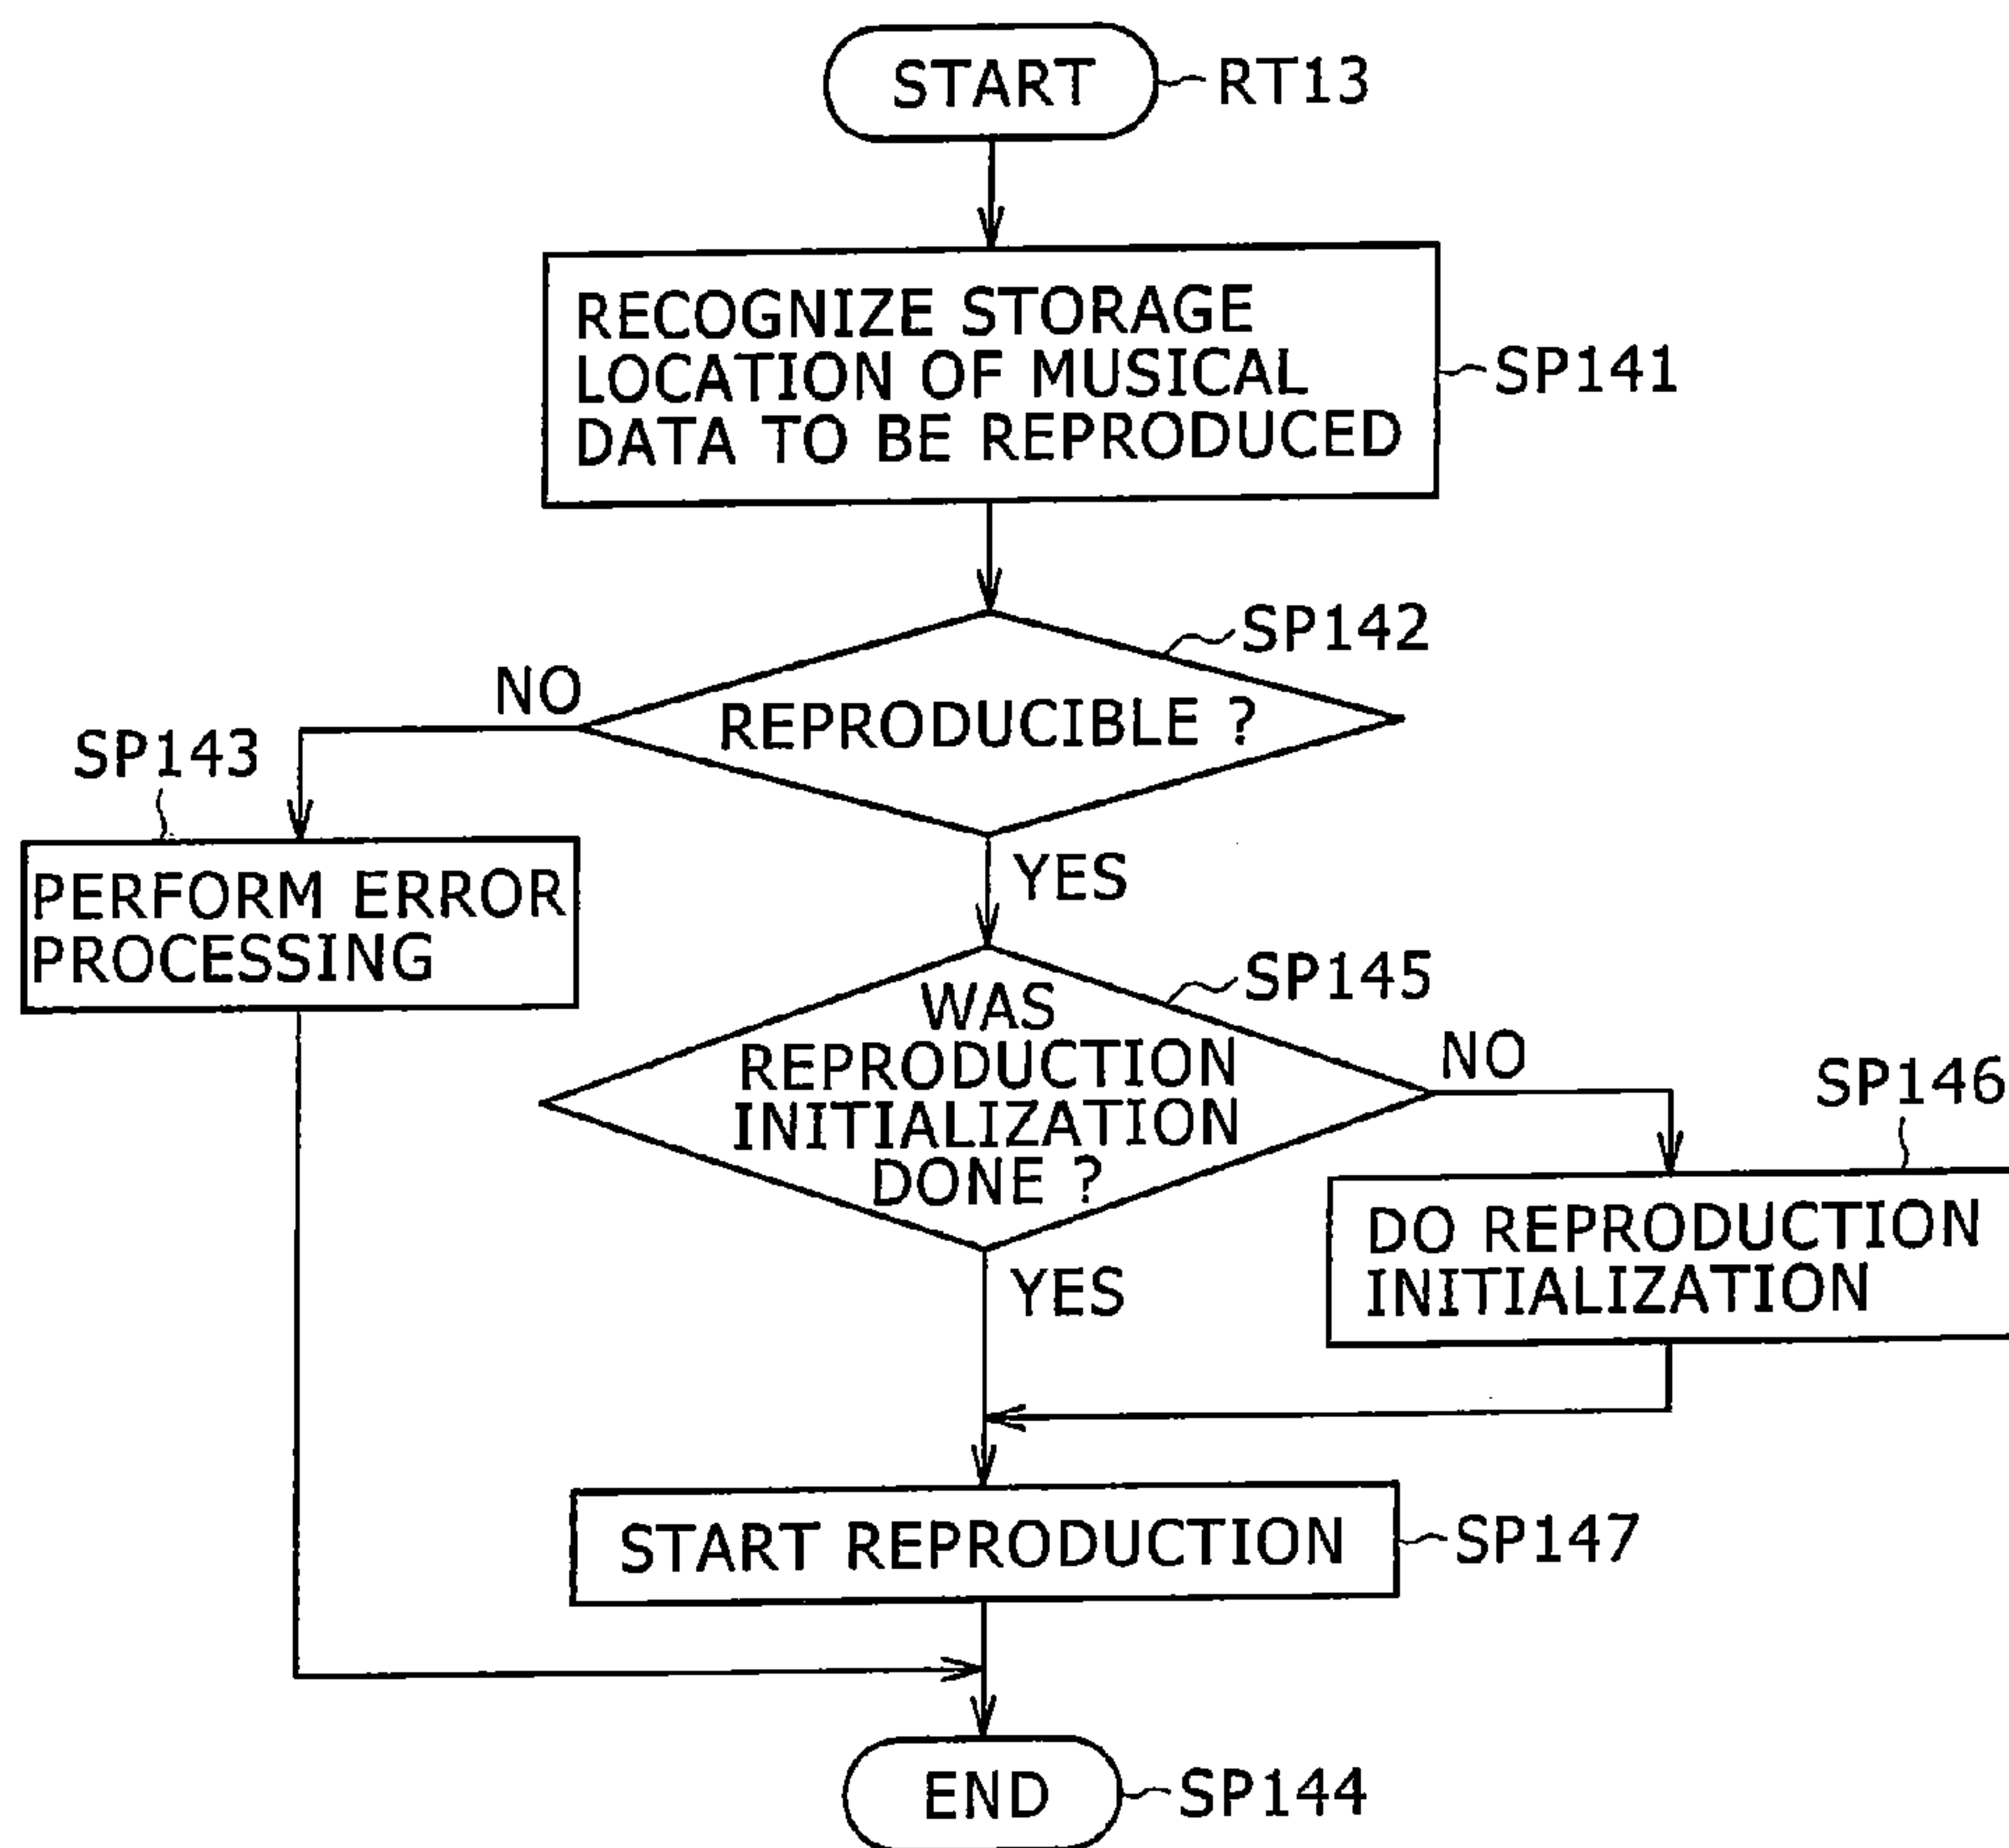 START
RT13
RECOGNIZE STORAGE
LOCATION OF MUSICAL
DATA TO BE REPRODUCED
SP141
SP142
NO
REPRODUCIBLE ?
SP143
YES
PERFORM ERROR
PROCESSING
SP145
WAS
REPRODUCTION
INITIALIZATION
DONE ?
NO
SP146
DO REPRODUCTION
INITIALIZATION
YES
START REPRODUCTION
SP147
END
SP144